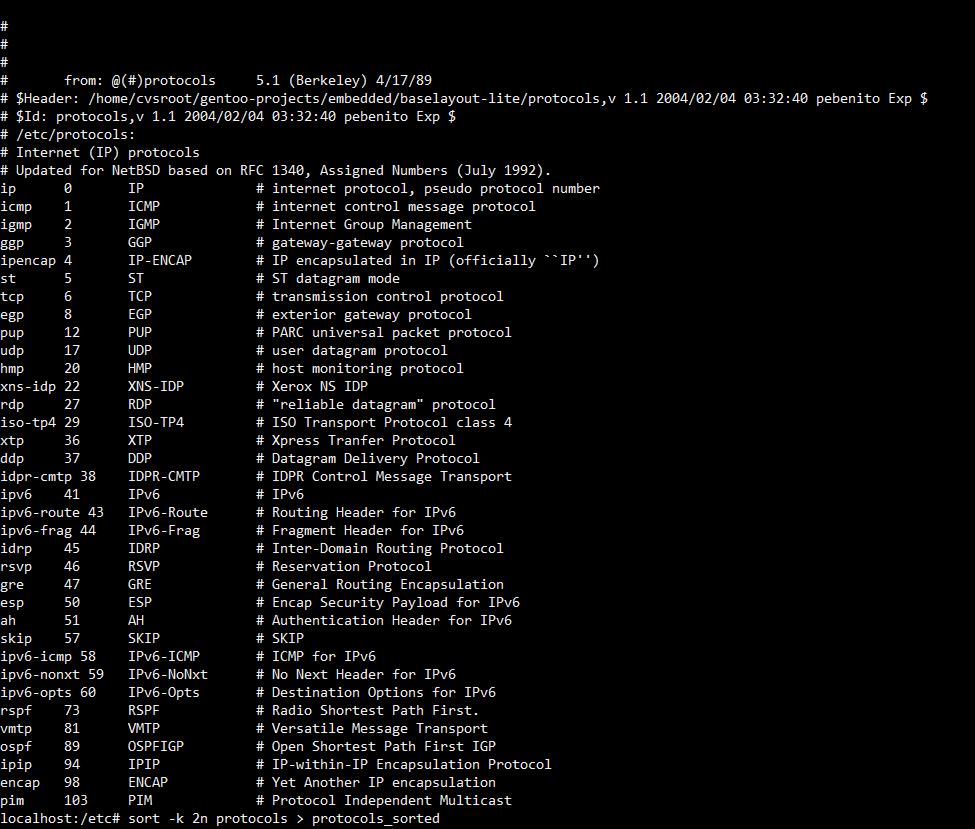 #
#
#
#       from: @(#)protocols     5.1 (Berkeley) 4/17/89
# $Header: /home/cvsroot/gentoo-projects/embedded/baselayout-lite/protocols,v 1.1 2004/02/04 03:32:40 pebenito Exp $
# $Id: protocols,v 1.1 2004/02/04 03:32:40 pebenito Exp $
# /etc/protocols:
# Internet (IP) protocols
# Updated for NetBSD based on RFC 1340, Assigned Numbers (July 1992).
ip      0       IP              # internet protocol, pseudo protocol number
icmp    1       ICMP            # internet control message protocol
igmp    2       IGMP            # Internet Group Management
ggp     3       GGP             # gateway-gateway protocol
ipencap 4       IP-ENCAP        # IP encapsulated in IP (officially ``IP'')
st      5       ST              # ST datagram mode
tcp     6       TCP             # transmission control protocol
egp     8       EGP             # exterior gateway protocol
pup     12      PUP             # PARC universal packet protocol
udp     17      UDP             # user datagram protocol
hmp     20      HMP             # host monitoring protocol
xns-idp 22      XNS-IDP         # Xerox NS IDP
rdp     27      RDP             # "reliable datagram" protocol
iso-tp4 29      ISO-TP4         # ISO Transport Protocol class 4
xtp     36      XTP             # Xpress Tranfer Protocol
ddp     37      DDP             # Datagram Delivery Protocol
idpr-cmtp 38    IDPR-CMTP       # IDPR Control Message Transport
ipv6    41      IPv6            # IPv6
ipv6-route 43   IPv6-Route      # Routing Header for IPv6
ipv6-frag 44    IPv6-Frag       # Fragment Header for IPv6
idrp    45      IDRP            # Inter-Domain Routing Protocol
rsvp    46      RSVP            # Reservation Protocol
gre     47      GRE             # General Routing Encapsulation
esp     50      ESP             # Encap Security Payload for IPv6
ah      51      AH              # Authentication Header for IPv6
skip    57      SKIP            # SKIP
ipv6-icmp 58    IPv6-ICMP       # ICMP for IPv6
ipv6-nonxt 59   IPv6-NoNxt      # No Next Header for IPv6
ipv6-opts 60    IPv6-Opts       # Destination Options for IPv6
rspf    73      RSPF            # Radio Shortest Path First.
vmtp    81      VMTP            # Versatile Message Transport
ospf    89      OSPFIGP         # Open Shortest Path First IGP
ipip    94      IPIP            # IP-within-IP Encapsulation Protocol
encap   98      ENCAP           # Yet Another IP encapsulation
pim     103     PIM             # Protocol Independent Multicast
localhost:/etc# sort -k 2n protocols > protocols_sorted